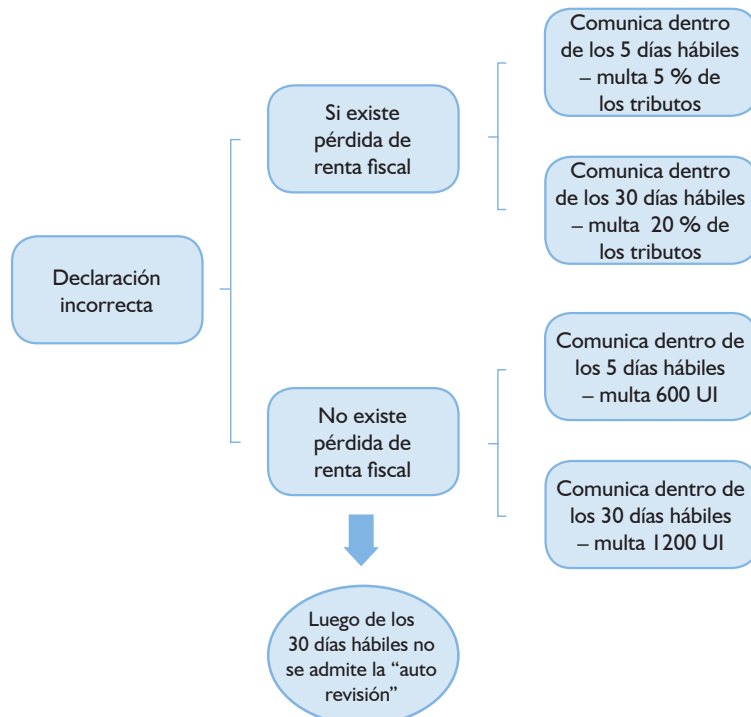 Declaración
incorrecta
Si existe
pérdida de
renta fiscal
Comunica dentro
de los 5 días hábiles
– multa 5 % de
los tributos
Comunica dentro
de los 30 días hábiles
– multa 20 % de
los tributos
No existe
pérdida de
renta fiscal
Comunica dentro de
los 5 días hábiles
– multa 600 UI
Comunica dentro de
los 30 días hábiles
– multa 1200 UI
Luego de los
30 días hábiles no
se admite la “auto
revisión”